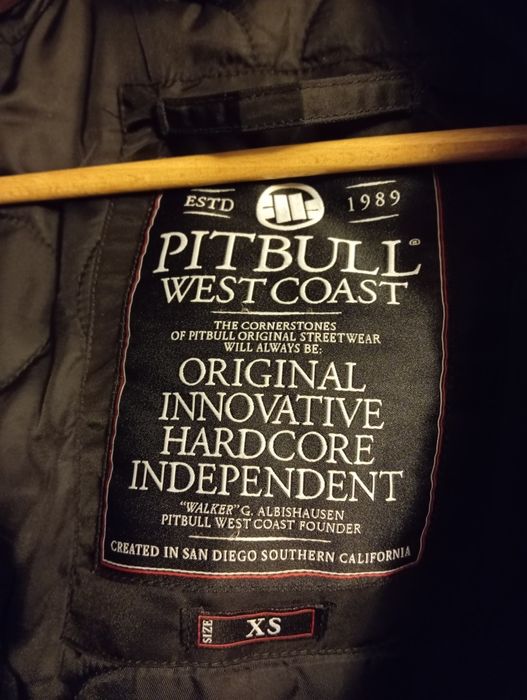 ESTD 1989
PITBULL®
WEST COAST
THE CORNERSTONES
OF PITBULL ORIGINAL STREETWEAR
WILL ALWAYS BE:
ORIGINAL
INNOVATIVE
HARDCORE
INDEPENDENT
"WALKER" G. ALBISHAUSEN
PITBULL WEST COAST FOUNDER
CREATED IN SAN DIEGO SOUTHERN CALIFORNIA
SIZE XS